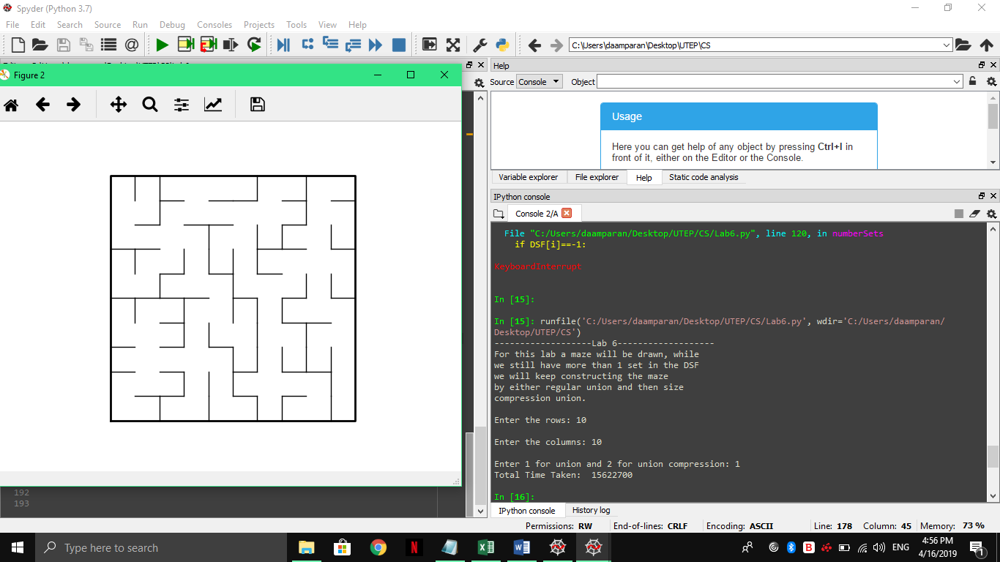 Spyder (Python 3.7)
File Edit Search Source Run Debug Consoles Projects Tools View Help
C:\Users\daamparan\Desktop\UTEP\CS
Figure 2
Help
Source Console Object
Usage
Here you can get help of any object by pressing Ctrl+I in
front of it, either on the Editor or the Console.
Variable explorer File explorer Help Static code analysis
IPython console
Console 2/A
File "C:/Users/daamparan/Desktop/UTEP/CS/Lab6.py", line 120, in numberSets
if DSF[i]==-1:
KeyboardInterrupt
In [15]:
In [15]: runfile('C:/Users/daamparan/Desktop/UTEP/CS/Lab6.py', wdir='C:/Users/daamparan/
Desktop/UTEP/CS')
-------------------Lab 6-------------------
For this lab a maze will be drawn, while
we still have more than 1 set in the DSF
we will keep constructing the maze
by either regular union and then size
compression union.
Enter the rows: 10
Enter the columns: 10
Enter 1 for union and 2 for union compression: 1
Total Time Taken:  15622700
In [16]:
192
193
IPython console History log
Permissions: RW End-of-lines: CRLF Encoding: ASCII Line: 178 Column: 45 Memory: 73 %
Type here to search
ENG
4:56 PM
4/16/2019
1